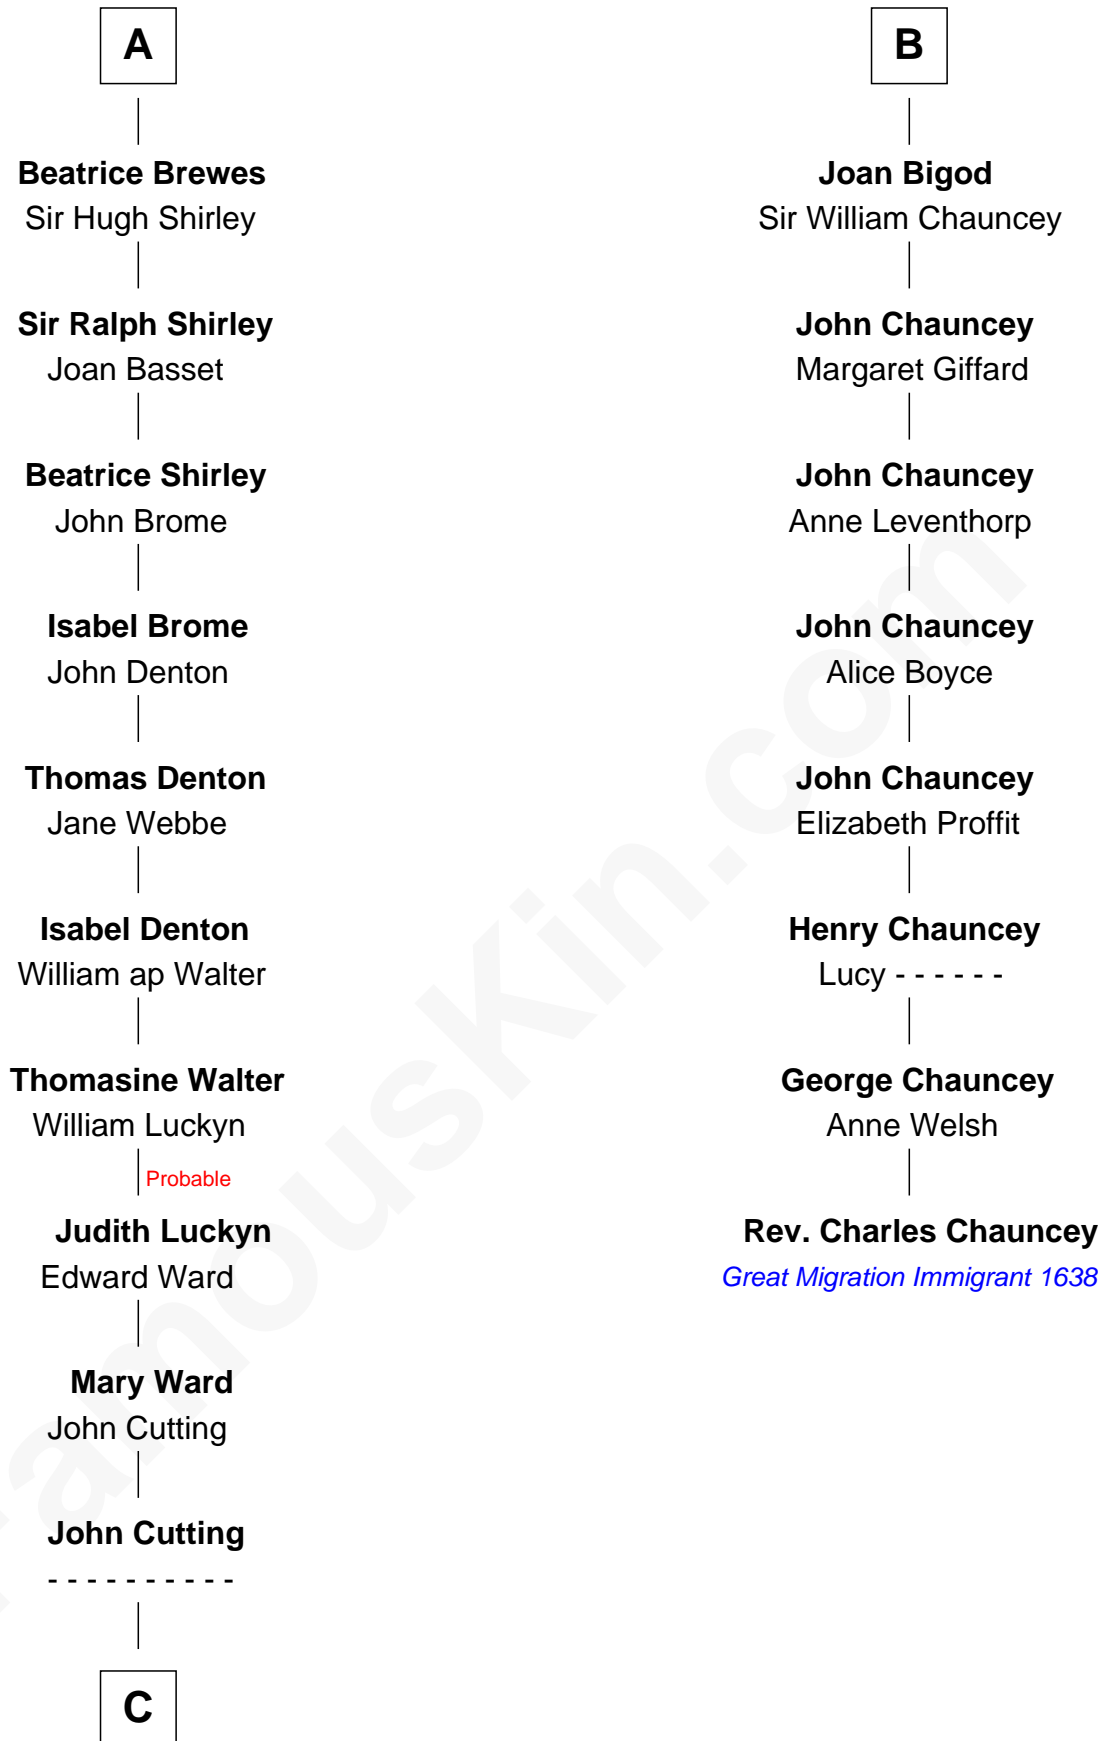 A
Beatrice Brewes
Sir Hugh Shirley
Sir Ralph Shirley
Joan Basset
Beatrice Shirley
John Brome
Isabel Brome
John Denton
Thomas Denton
Jane Webbe
Isabel Denton
William ap Walter
Thomasine Walter
William Luckyn
Probable
Judith Luckyn
Edward Ward
Mary Ward
John Cutting
John Cutting
- - - - - - - - - -
C
B
Joan Bigod
Sir William Chauncey
John Chauncey
Margaret Giffard
John Chauncey
Anne Leventhorp
John Chauncey
Alice Boyce
John Chauncey
Elizabeth Proffit
Henry Chauncey
Lucy - - - - - -
George Chauncey
Anne Welsh
Rev. Charles Chauncey
Great Migration Immigrant 1638
FamousKin.com